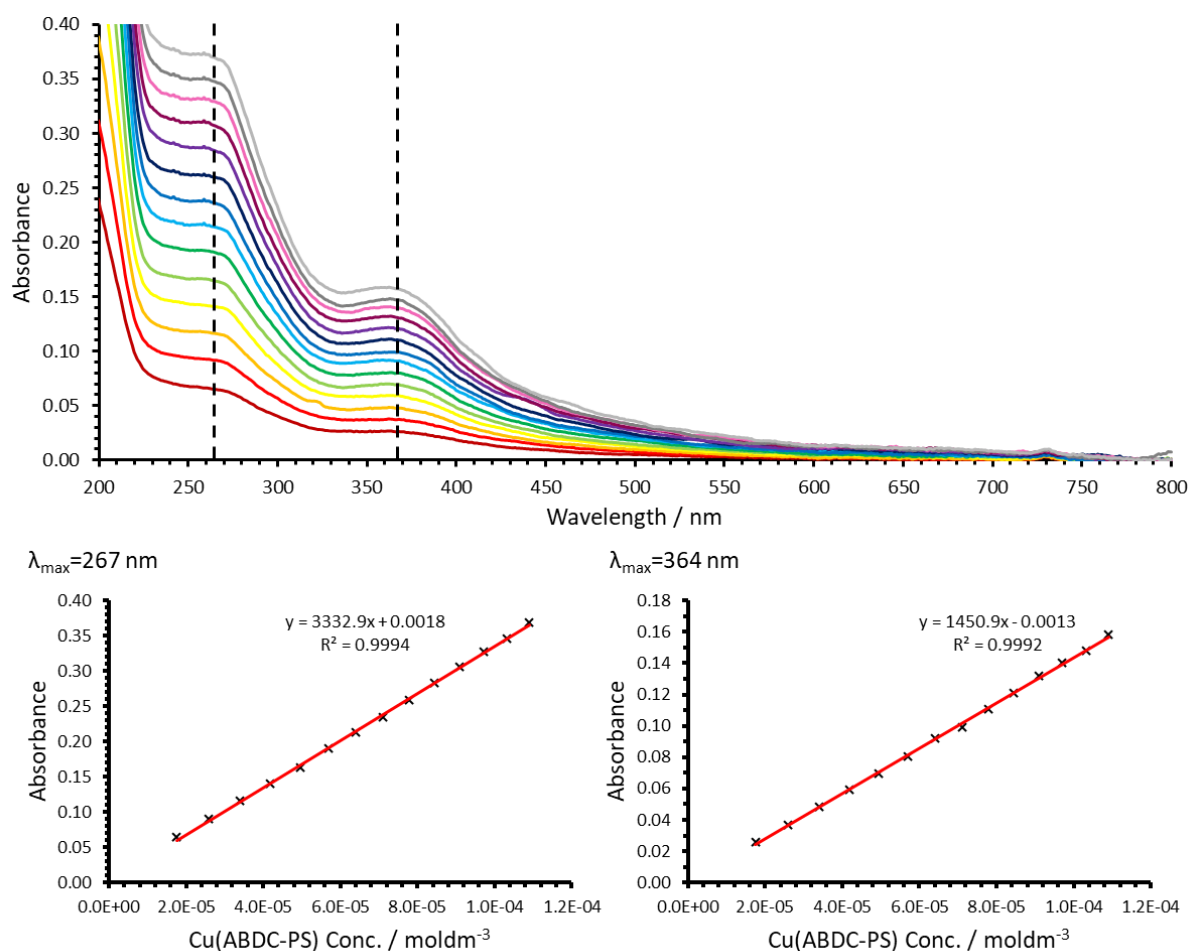 0.40
0.35
0.30
0.25
0.20
0.15
0.10
0.05
0.00
Absorbance
200 250 300 350 400 450 500 550 600 650 700 750 800
Wavelength / nm
λmax=267 nm
0.40
0.35
0.30
0.25
0.20
0.15
0.10
0.05
0.00
Absorbance
y = 3332.9x + 0.0018
R² = 0.9994
0.0E+00 2.0E-05 4.0E-05 6.0E-05 8.0E-05 1.0E-04 1.2E-04
Cu(ABDC-PS) Conc. / moldm⁻³
λmax=364 nm
0.18
0.16
0.14
0.12
0.10
0.08
0.06
0.04
0.02
0.00
Absorbance
y = 1450.9x - 0.0013
R² = 0.9992
0.0E+00 2.0E-05 4.0E-05 6.0E-05 8.0E-05 1.0E-04 1.2E-04
Cu(ABDC-PS) Conc. / moldm⁻³